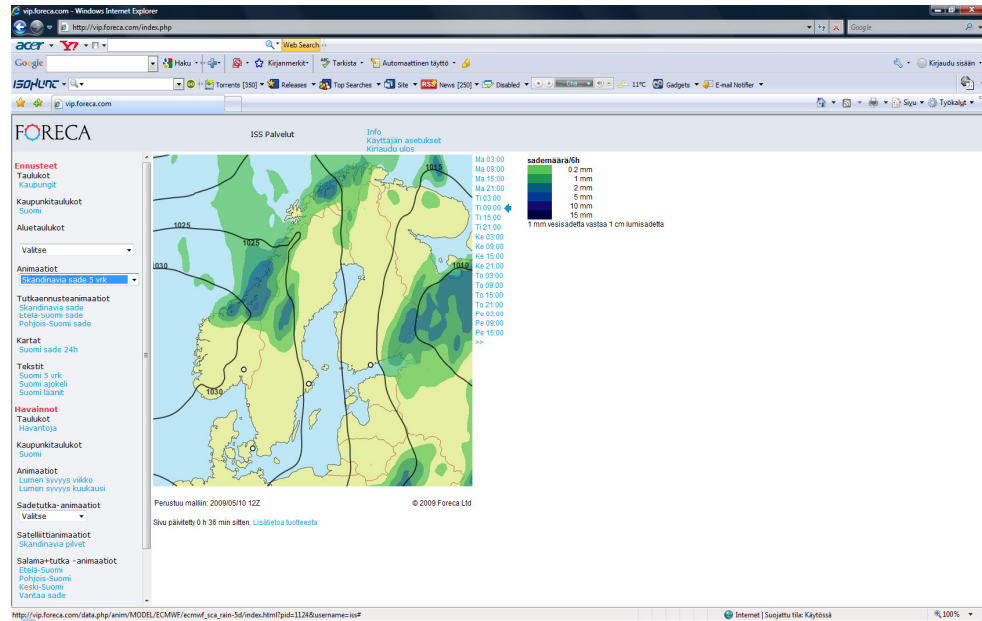 vip.foreca.com - Windows Internet Explorer
http://vip.foreca.com/index.php
Google
acer Y7 Web Search
Google Haku Kirjanmerkit Tarkista Automaattinen täyttö Kirjaudu sisään
Torrents [350] Releases Top Searches Site RSS News [250] Disabled 11°C Gadgets E-mail Notifier
vip.foreca.com
Sivu Työkalut
FORECA
ISS Palvelut
Info
Käyttäjän asetukset
Kirjaudu ulos
Ennusteet
Taulukot
Kaupungit
Kaupunkitaulukot
Suomi
Aluetaulukot
Valitse
Animaatiot
Skandinavia sade 5 vrk
Tutkaennusteanimaatiot
Skandinavia sade
Etelä-Suomi sade
Pohjois-Suomi sade
Kartat
Suomi sade 24h
Tekstit
Suomi 5 vrk
Suomi ajokeli
Suomi läänit
Havainnot
Taulukot
Havantoja
Kaupunkitaulukot
Suomi
Animaatiot
Lumen syvyys viikko
Lumen syvyys kuukausi
Sadetutka-animaatiot
Valitse
Satelliittianimaatiot
Skandinavia pilvet
Salama+tutka -animaatiot
Etelä-Suomi
Pohjois-Suomi
Keski-Suomi
Vantaa sade
1015
1025
1025
1030
1010
1030
Ma 03:00
Ma 09:00
Ma 15:00
Ma 21:00
Ti 03:00
Ti 09:00
Ti 15:00
Ti 21:00
Ke 03:00
Ke 09:00
Ke 15:00
Ke 21:00
To 03:00
To 09:00
To 15:00
To 21:00
Pe 03:00
Pe 09:00
Pe 15:00
>>
sademäärä/6h
0.2 mm
1 mm
2 mm
5 mm
10 mm
15 mm
1 mm vesisadetta vastaa 1 cm lumisadetta
Perustuu malliin: 2009/05/10 12Z
© 2009 Foreca Ltd
Sivu päivitetty 0 h 36 min sitten. Lisätietoa tuotteesta
http://vip.foreca.com/data.php/anim/MODEL/ECMWF/ecmwf_sca_rain-5d/index.html?pid=1124&username=iss#
Internet | Suojattu tila: Käytössä
100%